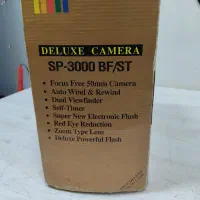 DELUXE CAMERA
SP-3000 BF/ST
• Focus Free 50mm Camera
• Auto Wind & Rewind
• Dual Viewfinder
• Self-Timer
• Super New Electronic Flash
• Red Eye Reduction
• Zoom Type Lens
• Deluxe Powerful Flash